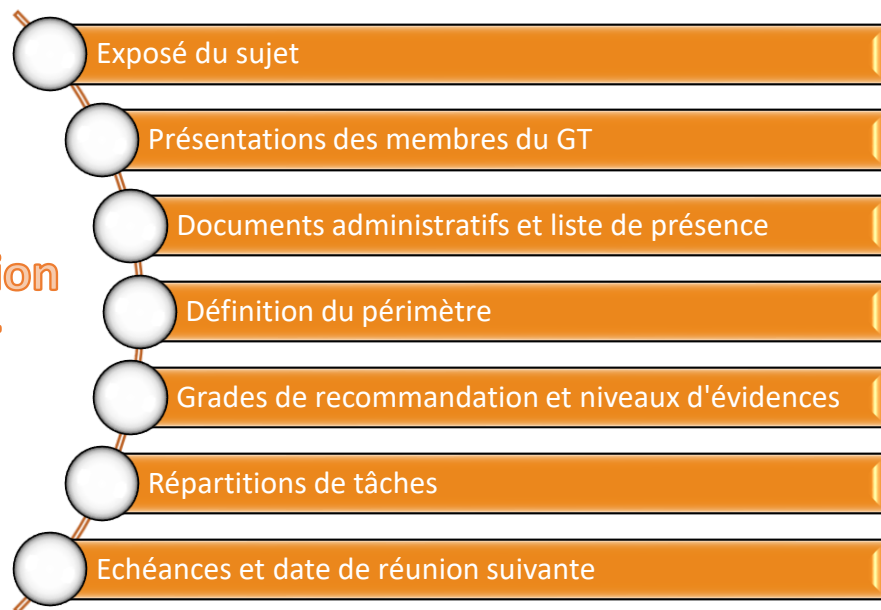 Exposé du sujet
Présentations des membres du GT
Documents administratifs et liste de présence
ion
Définition du périmètre
Grades de recommandation et niveaux d'évidences
Répartitions de tâches
Echéances et date de réunion suivante